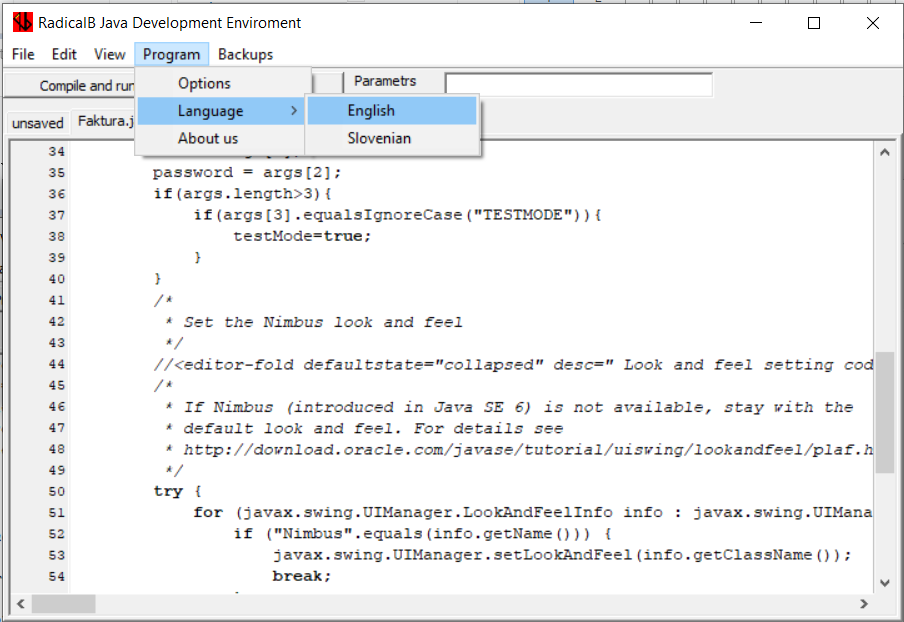 RadicalB Java Development Enviroment
File Edit View Program Backups
Compile and run Parametrs
Options
Language English
About us Slovenian
unsaved Faktura.j
34
35 password = args[2];
36 if(args.length>3){
37 if(args[3].equalsIgnoreCase("TESTMODE")){
38 testMode=true;
39 }
40 }
41 /*
42 * Set the Nimbus look and feel
43 */
44 //<editor-fold defaultstate="collapsed" desc=" Look and feel setting cod
45 /*
46 * If Nimbus (introduced in Java SE 6) is not available, stay with the
47 * default look and feel. For details see
48 * http://download.oracle.com/javase/tutorial/uiswing/lookandfeel/plaf.h
49 */
50 try {
51 for (javax.swing.UIManager.LookAndFeelInfo info : javax.swing.UIMana
52 if ("Nimbus".equals(info.getName())) {
53 javax.swing.UIManager.setLookAndFeel(info.getClassName());
54 break;